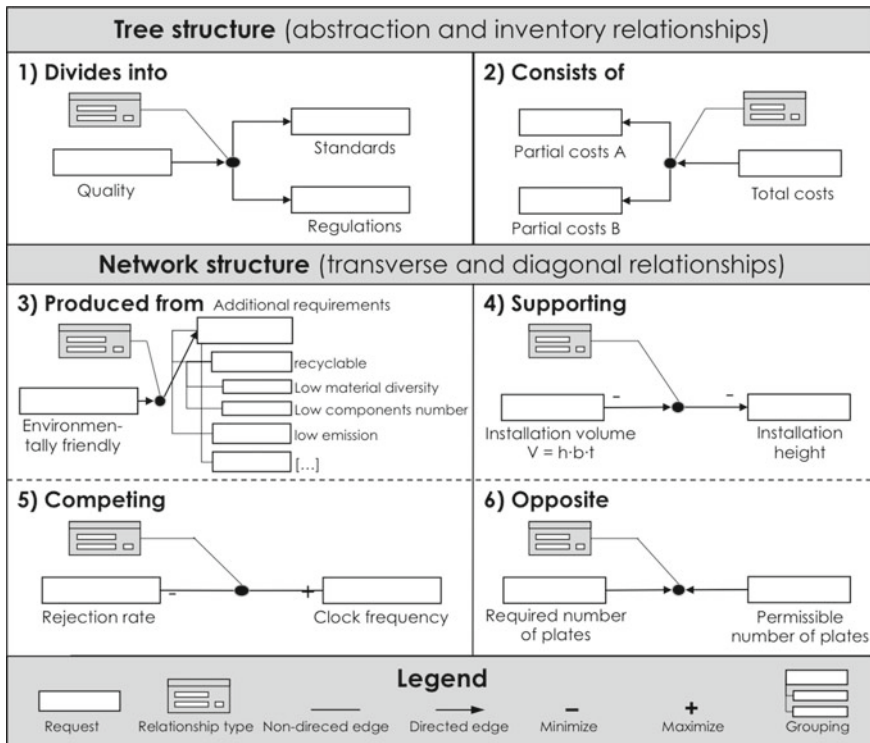 Tree structure (abstraction and inventory relationships)
1) Divides into
Quality
Standards
Regulations
2) Consists of
Partial costs A
Partial costs B
Total costs
Network structure (transverse and diagonal relationships)
3) Produced from Additional requirements
recyclable
Low material diversity
Low components number
low emission
[...]
Environmen-
tally friendly
4) Supporting
–
–
Installation volume
V = h·b·t
Installation
height
5) Competing
–
+
Rejection rate
Clock frequency
6) Opposite
Required number
of plates
Permissible
number of plates
Legend
Request
Relationship type
Non-direced edge
Directed edge
–
Minimize
+
Maximize
Grouping